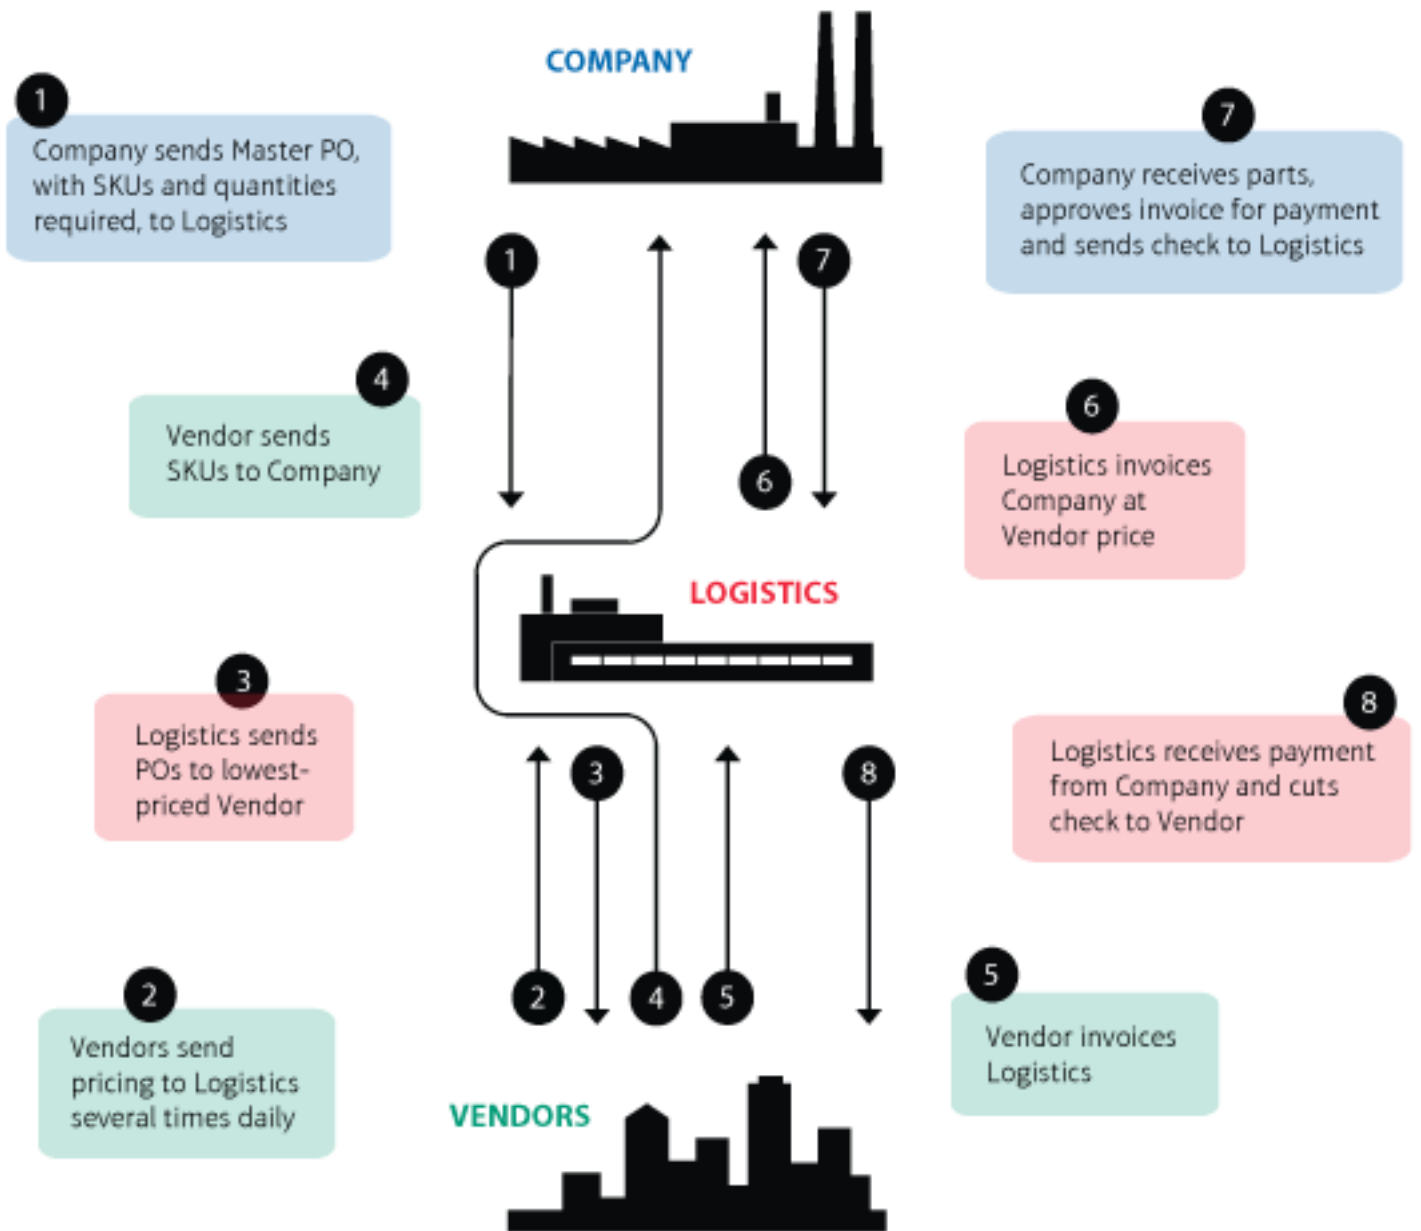 COMPANY
1
Company sends Master PO,
with SKUs and quantities
required, to Logistics
7
Company receives parts,
approves invoice for payment
and sends check to Logistics
1
7
4
Vendor sends
SKUs to Company
6
6
Logistics invoices
Company at
Vendor price
LOGISTICS
3
Logistics sends
POs to lowest-
priced Vendor
8
Logistics receives payment
from Company and cuts
check to Vendor
3
8
2
Vendors send
pricing to Logistics
several times daily
2
4
5
5
Vendor invoices
Logistics
VENDORS